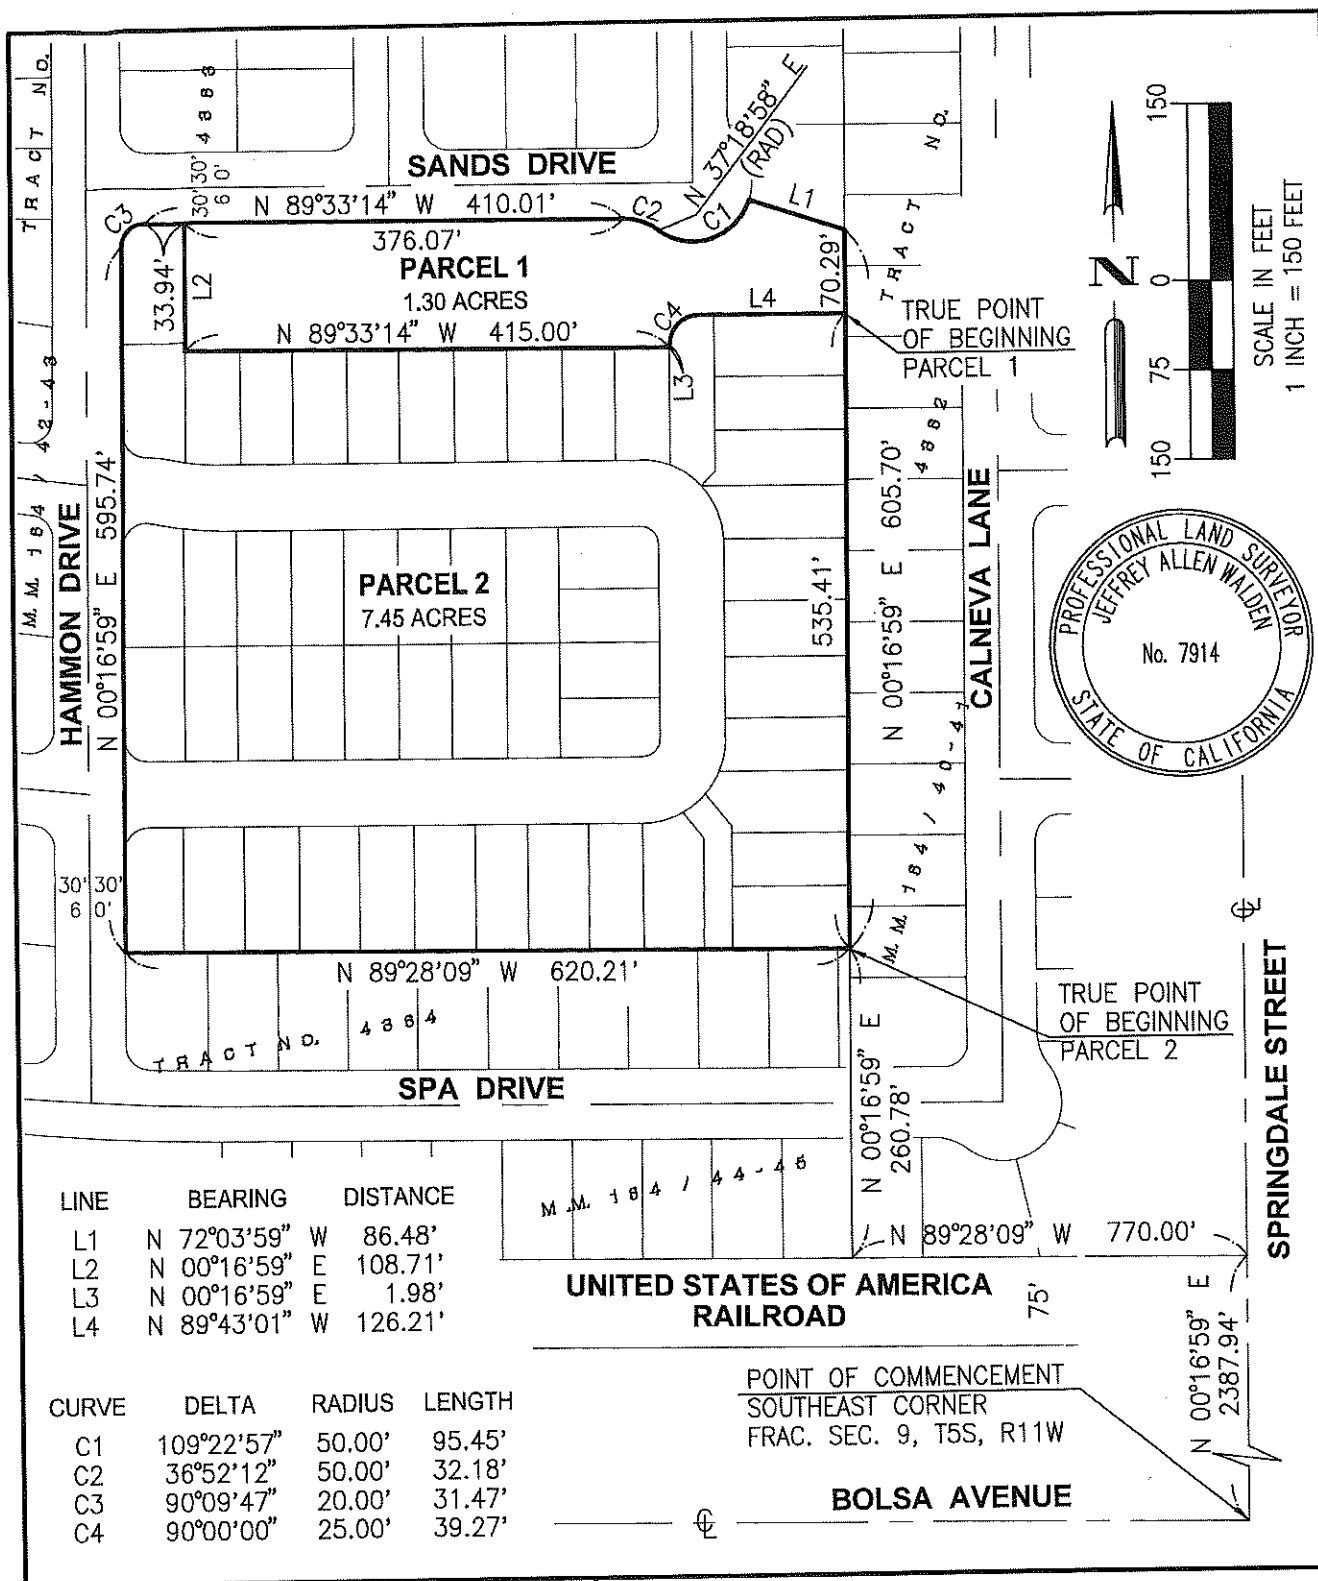 TRACT NO.
4383
30' 30'
6 0'
SANDS DRIVE
N 37°18'58" E
(RAD)
TRACT NO.
4882
C3
N 89°33'14" W 410.01'
C2
C1
L1
376.07'
33.94'
L2
PARCEL 1
1.30 ACRES
N 89°33'14" W 415.00'
C4
L3
L4
70.29'
TRUE POINT
OF BEGINNING
PARCEL 1
N
150
0
75
150
SCALE IN FEET
1 INCH = 150 FEET
M.M. 184 / 42-43
HAMMON DRIVE
N 00°16'59" E 595.74'
PARCEL 2
7.45 ACRES
535.41'
N 00°16'59" E 605.70'
CALNEVA LANE
M.M. 184 / 40-41
PROFESSIONAL LAND SURVEYOR
JEFFREY ALLEN WALDEN
No. 7914
STATE OF CALIFORNIA
30' 30'
6 0'
N 89°28'09" W 620.21'
TRACT NO. 4384
TRUE POINT
OF BEGINNING
PARCEL 2
SPA DRIVE
N 00°16'59" E
260.78'
SPRINGDALE STREET
M.M. 184 / 44-46
N 89°28'09" W 770.00'
LINE BEARING DISTANCE
L1 N 72°03'59" W 86.48'
L2 N 00°16'59" E 108.71'
L3 N 00°16'59" E 1.98'
L4 N 89°43'01" W 126.21'
UNITED STATES OF AMERICA
RAILROAD
75'
N 00°16'59" E
2387.94'
POINT OF COMMENCEMENT
SOUTHEAST CORNER
FRAC. SEC. 9, T5S, R11W
CURVE DELTA RADIUS LENGTH
C1 109°22'57" 50.00' 95.45'
C2 36°52'12" 50.00' 32.18'
C3 90°09'47" 20.00' 31.47'
C4 90°00'00" 25.00' 39.27'
BOLSA AVENUE